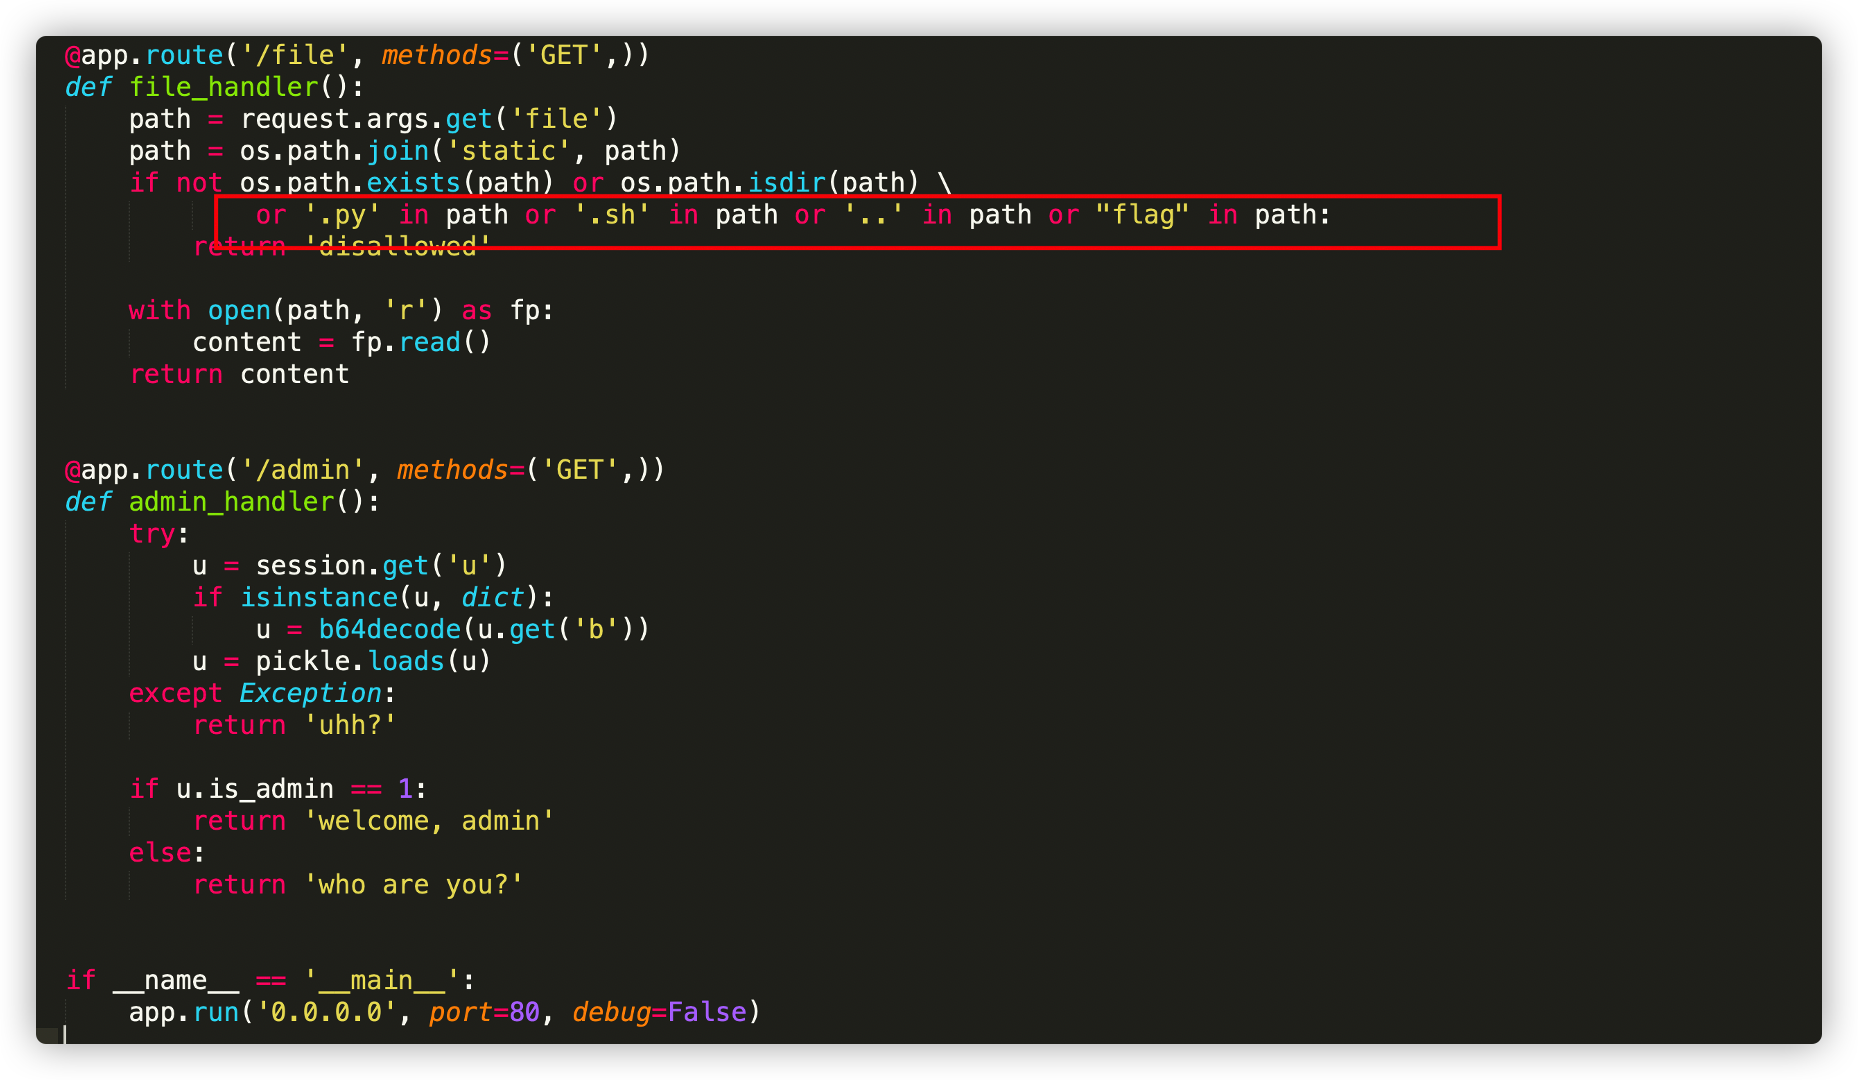 @app.route('/file', methods=('GET',))
def file_handler():
    path = request.args.get('file')
    path = os.path.join('static', path)
    if not os.path.exists(path) or os.path.isdir(path) \
            or '.py' in path or '.sh' in path or '..' in path or "flag" in path:
        return 'disallowed'

    with open(path, 'r') as fp:
        content = fp.read()
    return content


@app.route('/admin', methods=('GET',))
def admin_handler():
    try:
        u = session.get('u')
        if isinstance(u, dict):
            u = b64decode(u.get('b'))
        u = pickle.loads(u)
    except Exception:
        return 'uhh?'

    if u.is_admin == 1:
        return 'welcome, admin'
    else:
        return 'who are you?'


if __name__ == '__main__':
    app.run('0.0.0.0', port=80, debug=False)